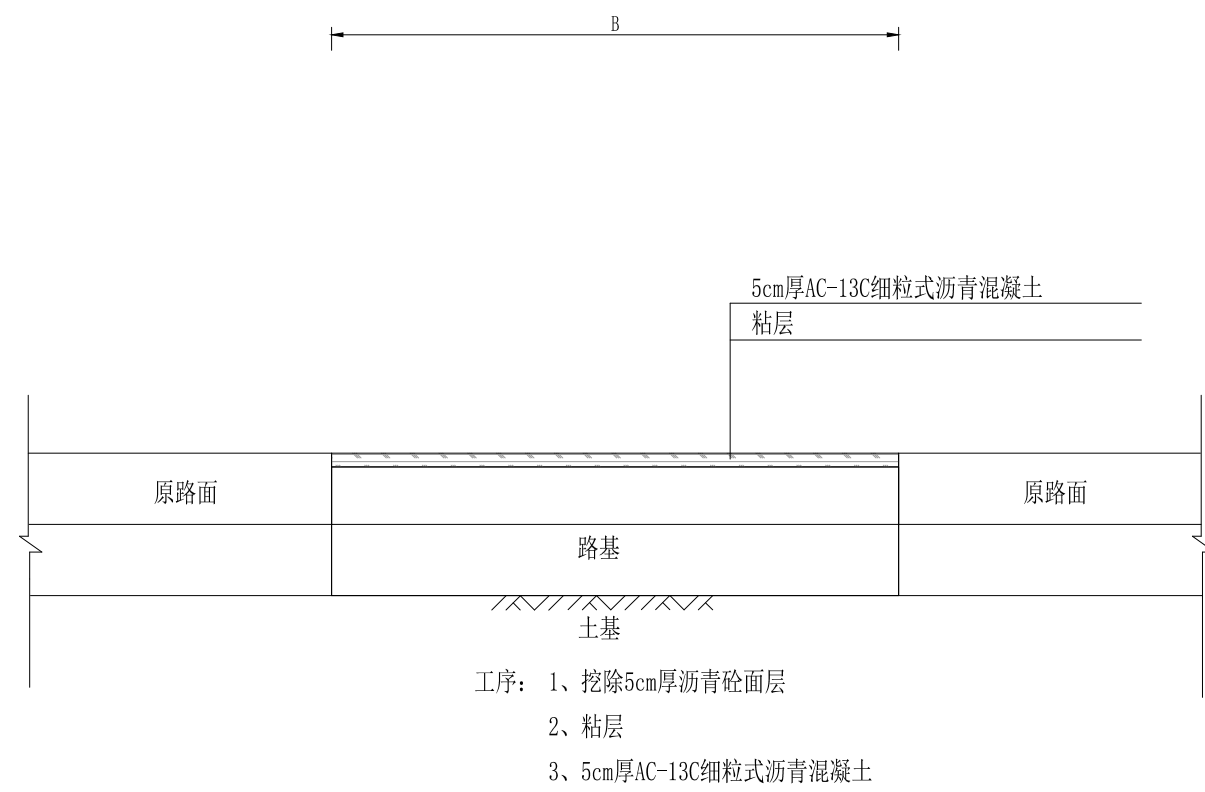 B
5cm厚AC-13C细粒式沥青混凝土
粘层
原路面
原路面
路基
土基
工序： 1、挖除5cm厚沥青砼面层
2、粘层
3、5cm厚AC-13C细粒式沥青混凝土